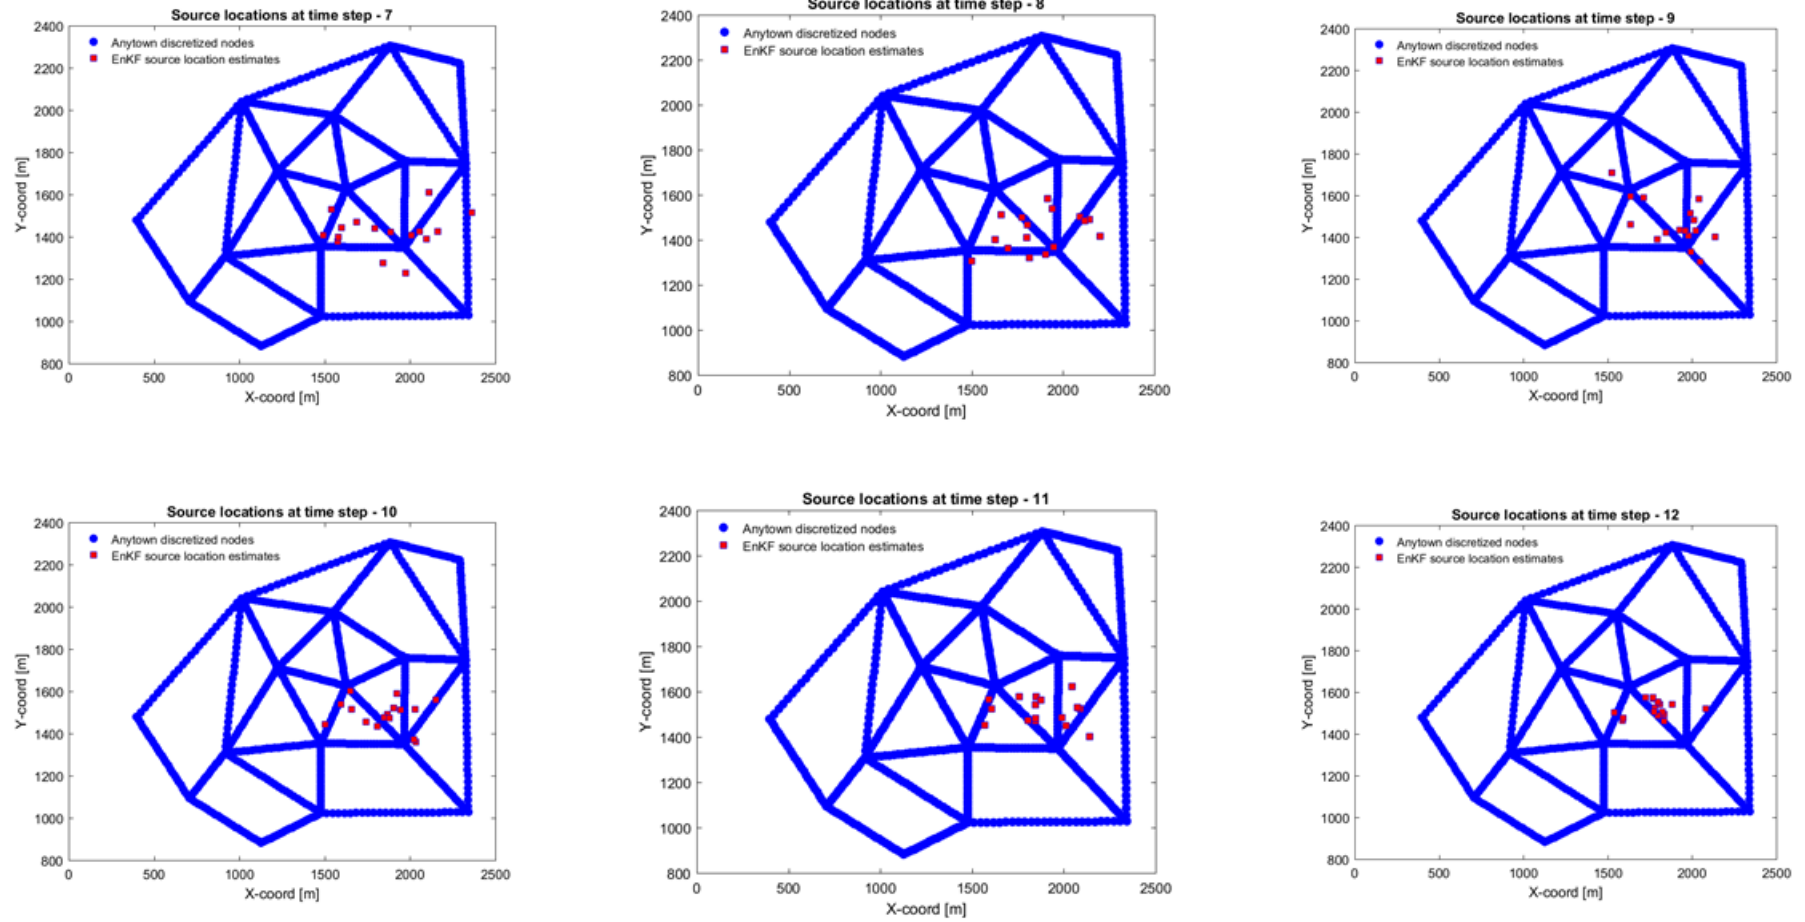 Source locations at time step - 7
Anytown discretized nodes
EnKF source location estimates
2400
2200
2000
1800
1600
1400
1200
1000
800
Y-coord [m]
0 500 1000 1500 2000 2500
X-coord [m]
Source locations at time step - 8
Anytown discretized nodes
EnKF source location estimates
2400
2200
2000
1800
1600
1400
1200
1000
800
Y-coord [m]
0 500 1000 1500 2000 2500
X-coord [m]
Source locations at time step - 9
Anytown discretized nodes
EnKF source location estimates
2400
2200
2000
1800
1600
1400
1200
1000
800
Y-coord [m]
0 500 1000 1500 2000 2500
X-coord [m]
Source locations at time step - 10
Anytown discretized nodes
EnKF source location estimates
2400
2200
2000
1800
1600
1400
1200
1000
800
Y-coord [m]
0 500 1000 1500 2000 2500
X-coord [m]
Source locations at time step - 11
Anytown discretized nodes
EnKF source location estimates
2400
2200
2000
1800
1600
1400
1200
1000
800
Y-coord [m]
0 500 1000 1500 2000 2500
X-coord [m]
Source locations at time step - 12
Anytown discretized nodes
EnKF source location estimates
2400
2200
2000
1800
1600
1400
1200
1000
800
Y-coord [m]
0 500 1000 1500 2000 2500
X-coord [m]